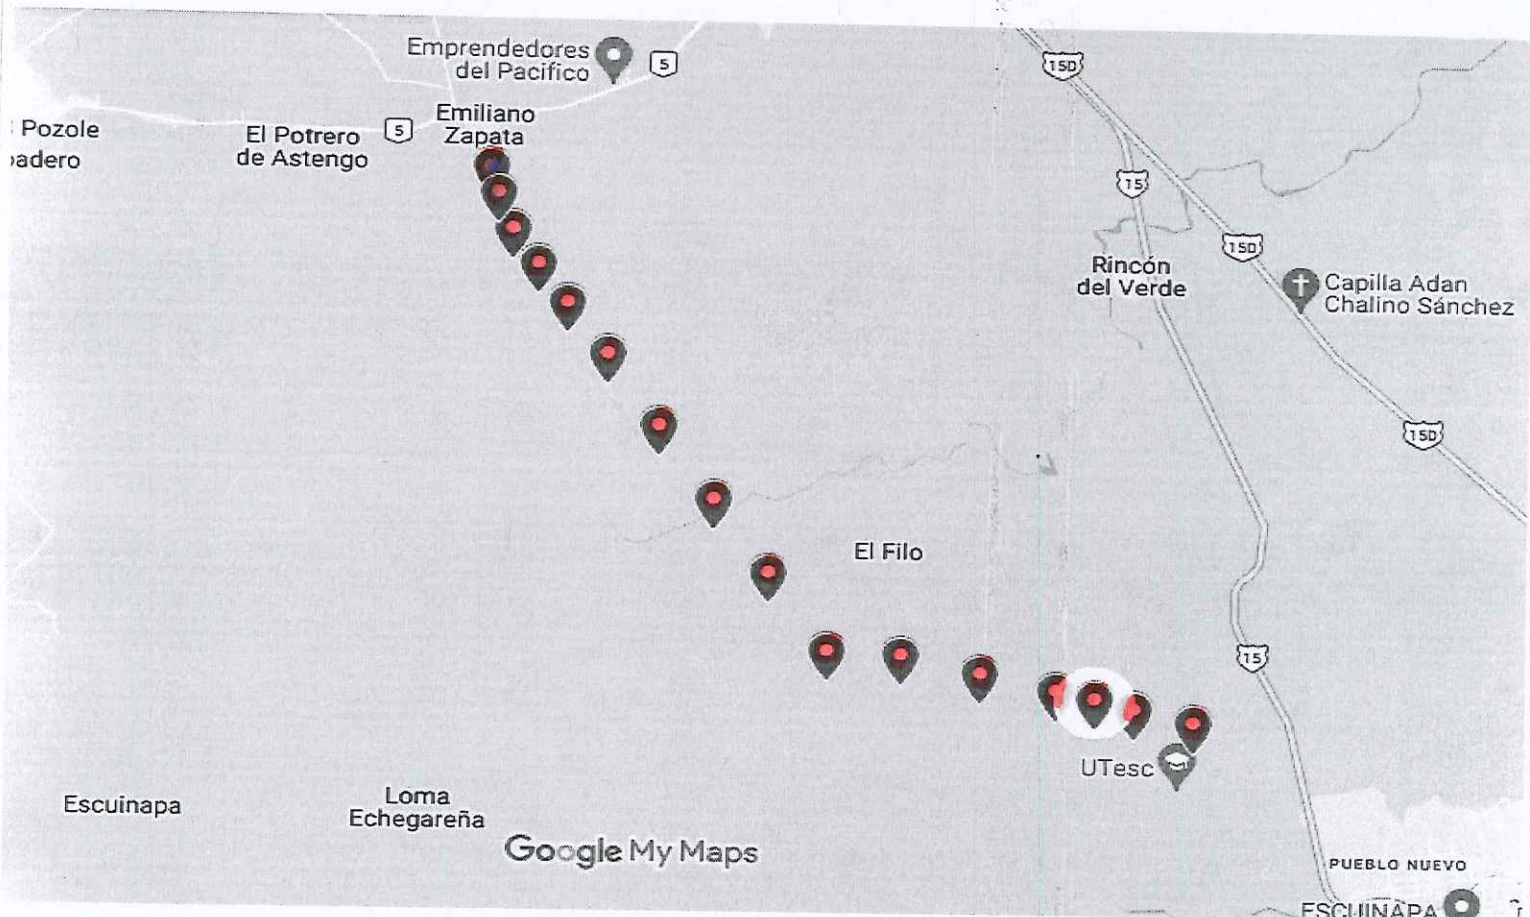 Emprendedores
del Pacifico
5
15D
Pozole
El Potrero
de Astengo
5
Emiliano
Zapata
15
15D
Rincón
del Verde
Capilla Adan
Chalino Sánchez
15D
El Filo
15
UTesc
Escuinapa
Loma
Echegareña
Google My Maps
PUEBLO NUEVO
ESCUINAPA